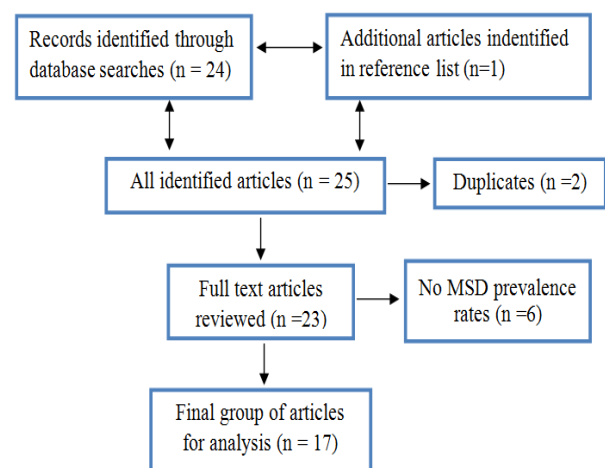 Records identified through
database searches (n = 24)
Additional articles indentified
in reference list (n=1)
All identified articles (n = 25)
Duplicates (n =2)
Full text articles
reviewed (n =23)
No MSD prevalence
rates (n =6)
Final group of articles
for analysis (n = 17)